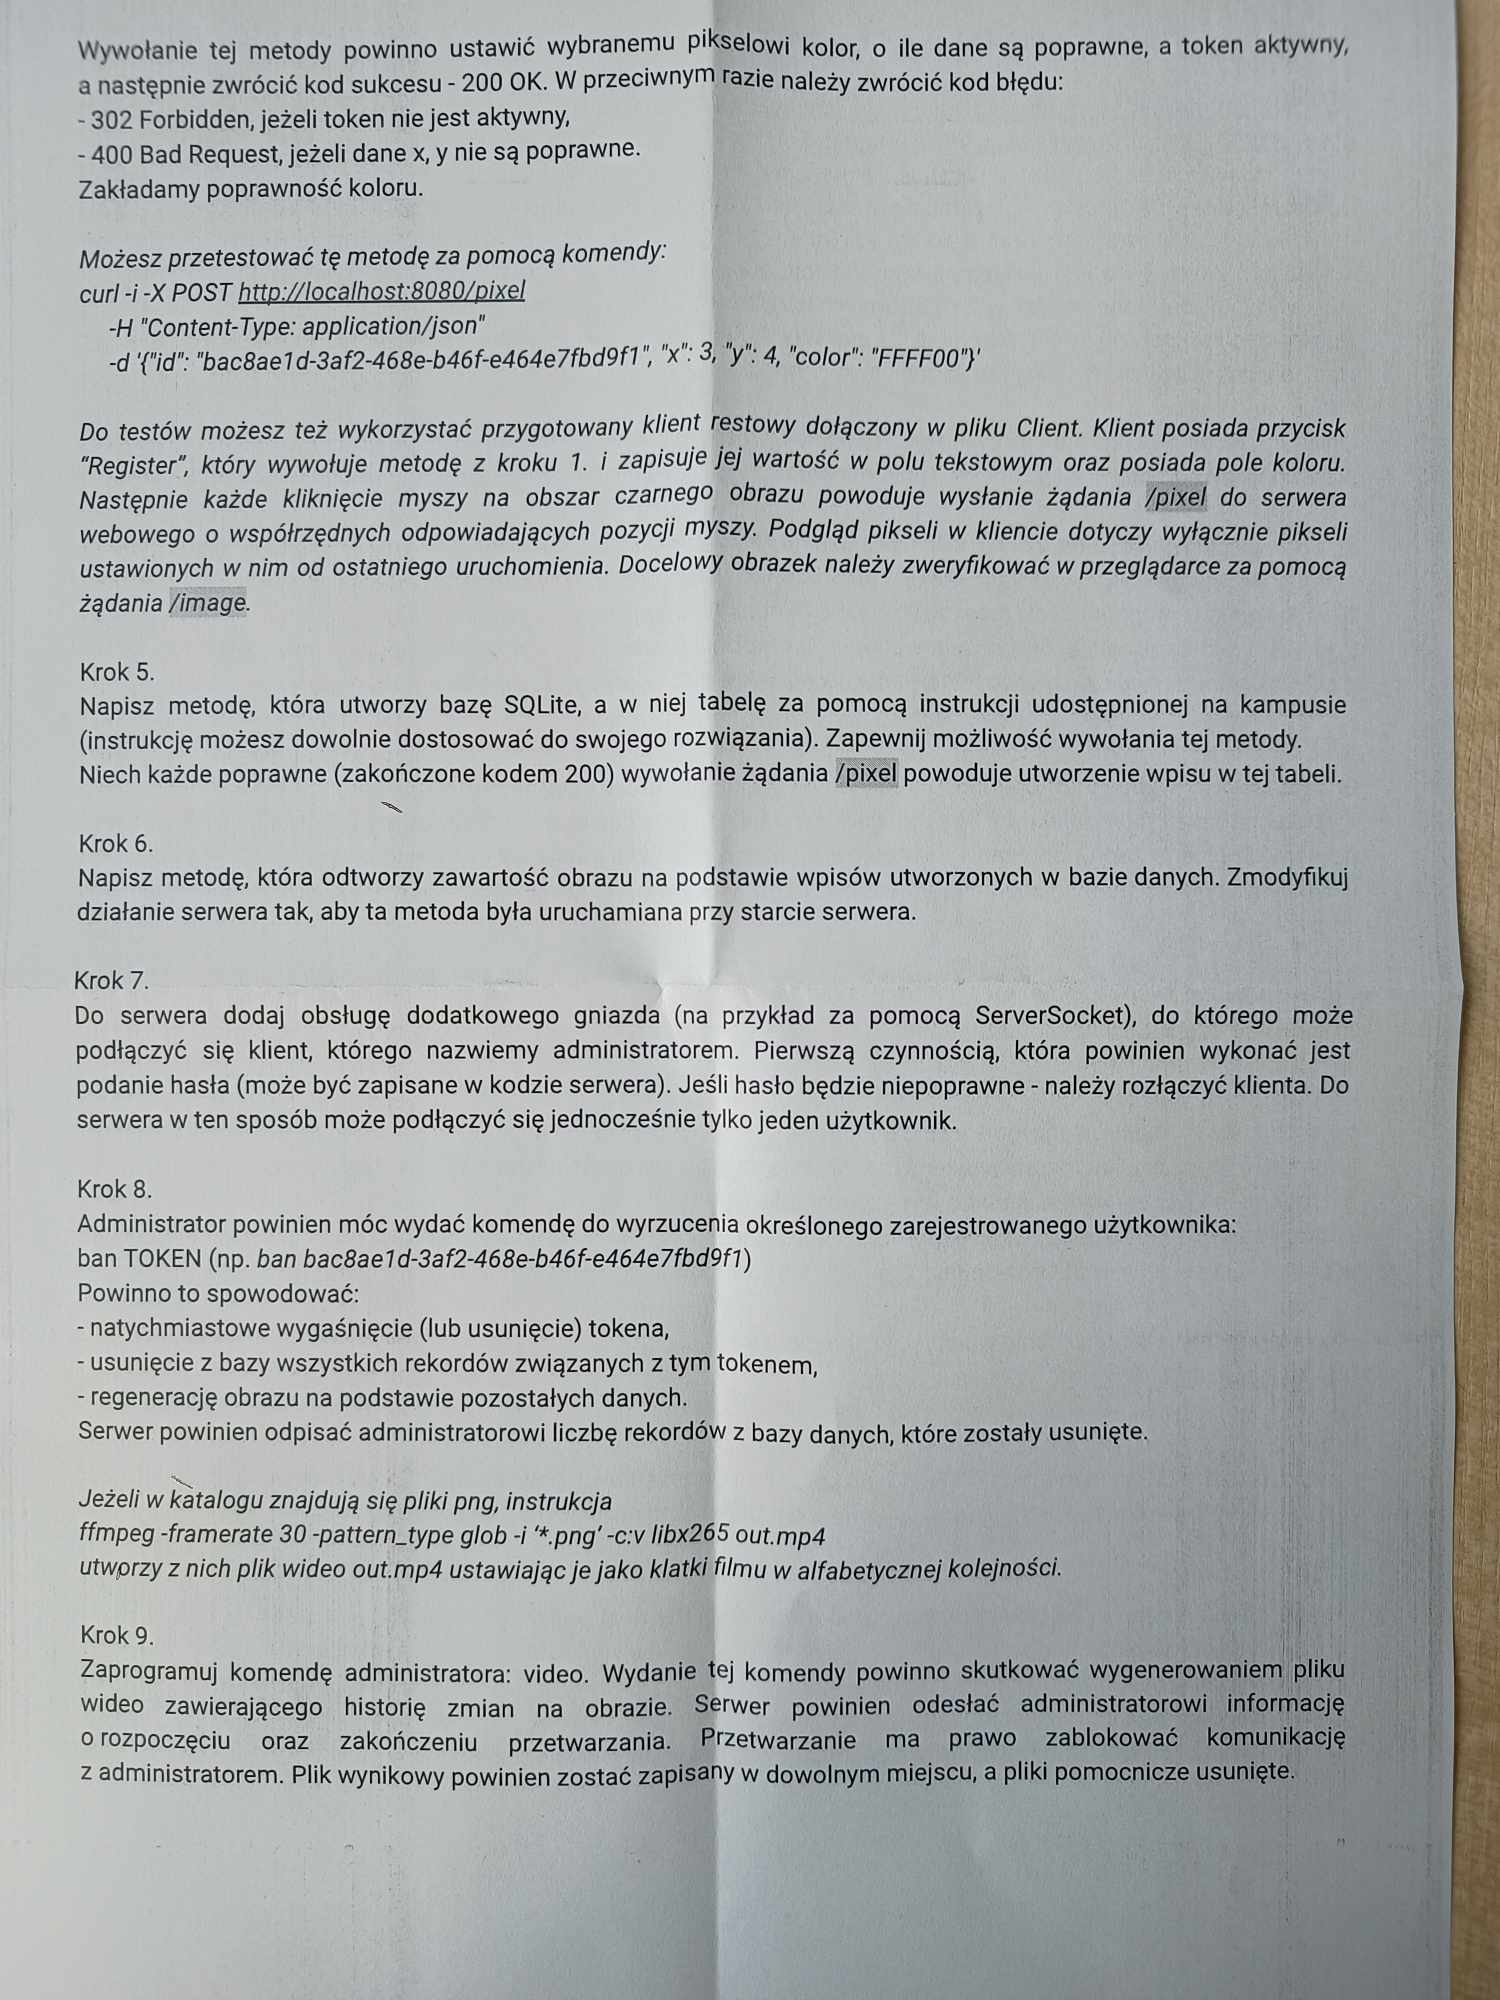 Wywołanie tej metody powinno ustawić wybranemu pikselowi kolor, o ile dane są poprawne, a token aktywny,
a następnie zwrócić kod sukcesu - 200 OK. W przeciwnym razie należy zwrócić kod błędu:
- 302 Forbidden, jeżeli token nie jest aktywny,
- 400 Bad Request, jeżeli dane x, y nie są poprawne.
Zakładamy poprawność koloru.
Możesz przetestować tę metodę za pomocą komendy:
curl -i -X POST http://localhost:8080/pixel
-H "Content-Type: application/json"
-d '{"id": "bac8ae1d-3af2-468e-b46f-e464e7fbd9f1", "x": 3, "y": 4, "color": "FFFF00"}'
Do testów możesz też wykorzystać przygotowany klient restowy dołączony w pliku Client. Klient posiada przycisk
“Register”, który wywołuje metodę z kroku 1. i zapisuje jej wartość w polu tekstowym oraz posiada pole koloru.
Następnie każde kliknięcie myszy na obszar czarnego obrazu powoduje wysłanie żądania /pixel do serwera
webowego o współrzędnych odpowiadających pozycji myszy. Podgląd pikseli w kliencie dotyczy wyłącznie pikseli
ustawionych w nim od ostatniego uruchomienia. Docelowy obrazek należy zweryfikować w przeglądarce za pomocą
żądania /image.
Krok 5.
Napisz metodę, która utworzy bazę SQLite, a w niej tabelę za pomocą instrukcji udostępnionej na kampusie
(instrukcję możesz dowolnie dostosować do swojego rozwiązania). Zapewnij możliwość wywołania tej metody.
Niech każde poprawne (zakończone kodem 200) wywołanie żądania /pixel powoduje utworzenie wpisu w tej tabeli.
Krok 6.
Napisz metodę, która odtworzy zawartość obrazu na podstawie wpisów utworzonych w bazie danych. Zmodyfikuj
działanie serwera tak, aby ta metoda była uruchamiana przy starcie serwera.
Krok 7.
Do serwera dodaj obsługę dodatkowego gniazda (na przykład za pomocą ServerSocket), do którego może
podłączyć się klient, którego nazwiemy administratorem. Pierwszą czynnością, która powinien wykonać jest
podanie hasła (może być zapisane w kodzie serwera). Jeśli hasło będzie niepoprawne - należy rozłączyć klienta. Do
serwera w ten sposób może podłączyć się jednocześnie tylko jeden użytkownik.
Krok 8.
Administrator powinien móc wydać komendę do wyrzucenia określonego zarejestrowanego użytkownika:
ban TOKEN (np. ban bac8ae1d-3af2-468e-b46f-e464e7fbd9f1)
Powinno to spowodować:
- natychmiastowe wygaśnięcie (lub usunięcie) tokena,
- usunięcie z bazy wszystkich rekordów związanych z tym tokenem,
- regenerację obrazu na podstawie pozostałych danych.
Serwer powinien odpisać administratorowi liczbę rekordów z bazy danych, które zostały usunięte.
Jeżeli w katalogu znajdują się pliki png, instrukcja
ffmpeg -framerate 30 -pattern_type glob -i ‘*.png’ -c:v libx265 out.mp4
utworzy z nich plik wideo out.mp4 ustawiając je jako klatki filmu w alfabetycznej kolejności.
Krok 9.
Zaprogramuj komendę administratora: video. Wydanie tej komendy powinno skutkować wygenerowaniem pliku
wideo zawierającego historię zmian na obrazie. Serwer powinien odesłać administratorowi informację
o rozpoczęciu oraz zakończeniu przetwarzania. Przetwarzanie ma prawo zablokować komunikację
z administratorem. Plik wynikowy powinien zostać zapisany w dowolnym miejscu, a pliki pomocnicze usunięte.